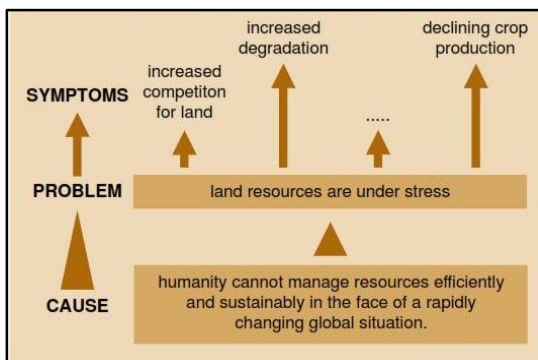 increased
degradation
declining crop
production
increased
competiton
for land
SYMPTOMS
.....
PROBLEM
land resources are under stress
CAUSE
humanity cannot manage resources efficiently
and sustainably in the face of a rapidly
changing global situation.